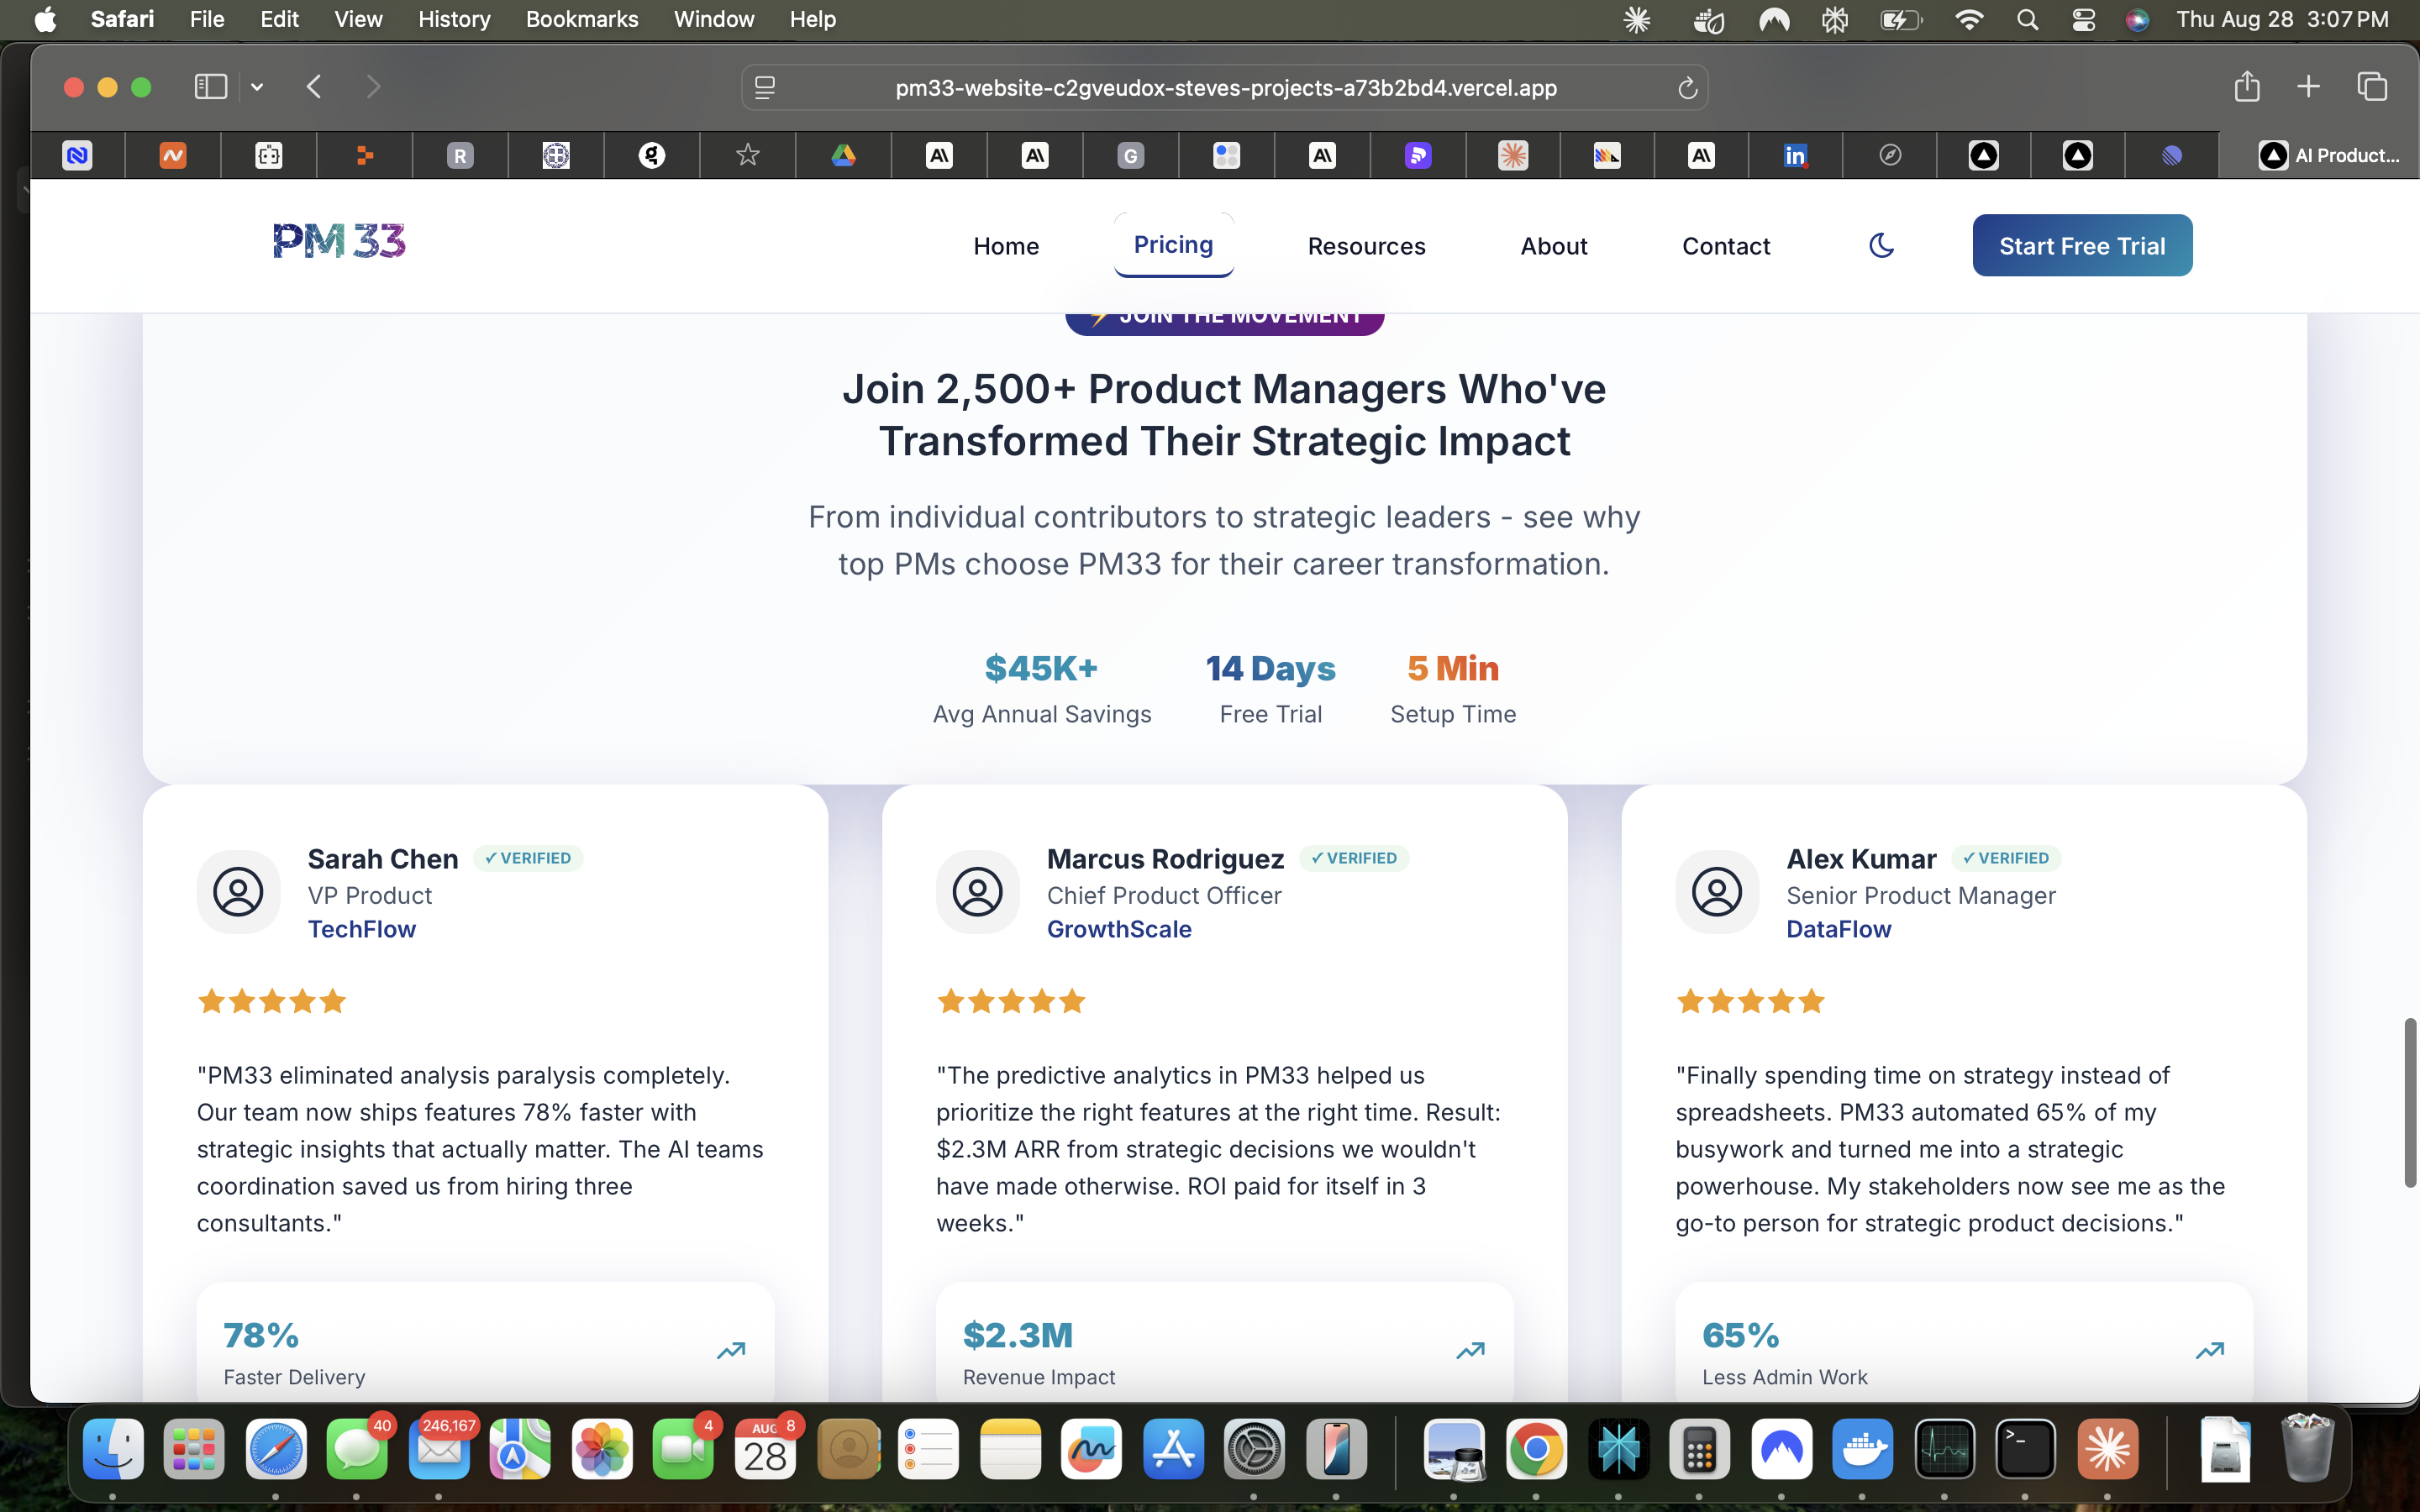 Safari File Edit View History Bookmarks Window Help Thu Aug 28 3:07 PM
pm33-website-c2gveudox-steves-projects-a73b2bd4.vercel.app
R G in AI Product...
PM 33 Home Pricing Resources About Contact Start Free Trial
⚡ JOIN THE MOVEMENT
Join 2,500+ Product Managers Who've
Transformed Their Strategic Impact
From individual contributors to strategic leaders - see why
top PMs choose PM33 for their career transformation.
$45K+ 14 Days 5 Min
Avg Annual Savings Free Trial Setup Time
Sarah Chen ✓ VERIFIED
VP Product
TechFlow
"PM33 eliminated analysis paralysis completely.
Our team now ships features 78% faster with
strategic insights that actually matter. The AI teams
coordination saved us from hiring three
consultants."
78%
Faster Delivery
Marcus Rodriguez ✓ VERIFIED
Chief Product Officer
GrowthScale
"The predictive analytics in PM33 helped us
prioritize the right features at the right time. Result:
$2.3M ARR from strategic decisions we wouldn't
have made otherwise. ROI paid for itself in 3
weeks."
$2.3M
Revenue Impact
Alex Kumar ✓ VERIFIED
Senior Product Manager
DataFlow
"Finally spending time on strategy instead of
spreadsheets. PM33 automated 65% of my
busywork and turned me into a strategic
powerhouse. My stakeholders now see me as the
go-to person for strategic product decisions."
65%
Less Admin Work
40 246,167 4 AUG 8
28